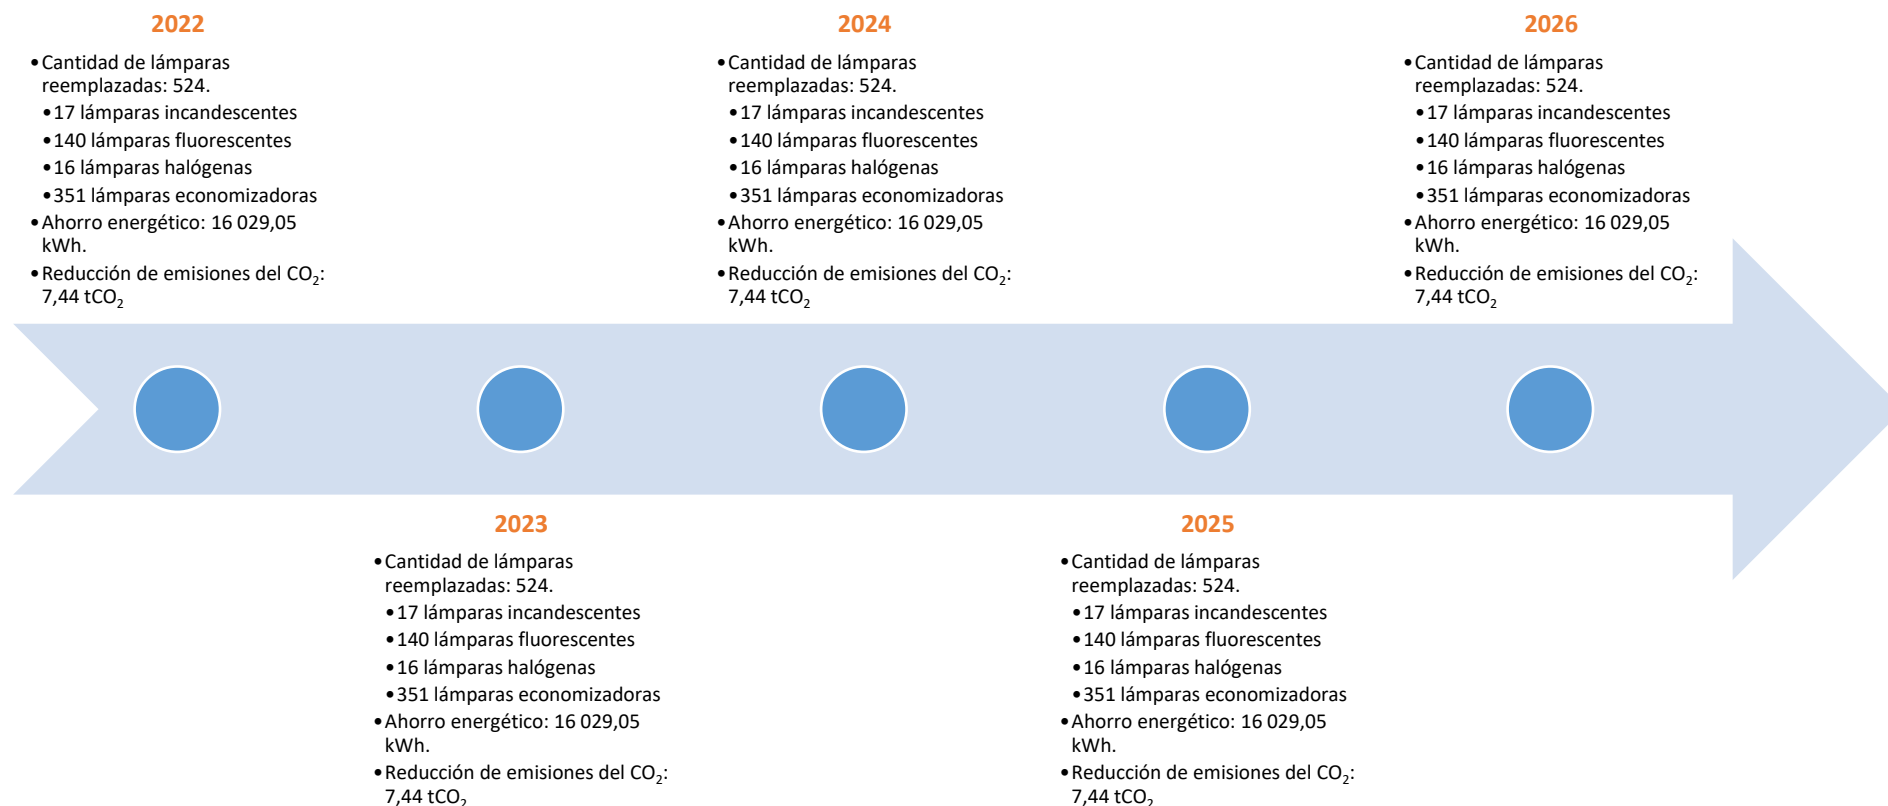 2022
•Cantidad de lámparas
reemplazadas: 524.
•17 lámparas incandescentes
•140 lámparas fluorescentes
•16 lámparas halógenas
•351 lámparas economizadoras
•Ahorro energético: 16 029,05
kWh.
•Reducción de emisiones del CO₂:
7,44 tCO₂
2023
•Cantidad de lámparas
reemplazadas: 524.
•17 lámparas incandescentes
•140 lámparas fluorescentes
•16 lámparas halógenas
•351 lámparas economizadoras
•Ahorro energético: 16 029,05
kWh.
•Reducción de emisiones del CO₂:
7,44 tCO₂
2024
•Cantidad de lámparas
reemplazadas: 524.
•17 lámparas incandescentes
•140 lámparas fluorescentes
•16 lámparas halógenas
•351 lámparas economizadoras
•Ahorro energético: 16 029,05
kWh.
•Reducción de emisiones del CO₂:
7,44 tCO₂
2025
•Cantidad de lámparas
reemplazadas: 524.
•17 lámparas incandescentes
•140 lámparas fluorescentes
•16 lámparas halógenas
•351 lámparas economizadoras
•Ahorro energético: 16 029,05
kWh.
•Reducción de emisiones del CO₂:
7,44 tCO₂
2026
•Cantidad de lámparas
reemplazadas: 524.
•17 lámparas incandescentes
•140 lámparas fluorescentes
•16 lámparas halógenas
•351 lámparas economizadoras
•Ahorro energético: 16 029,05
kWh.
•Reducción de emisiones del CO₂:
7,44 tCO₂